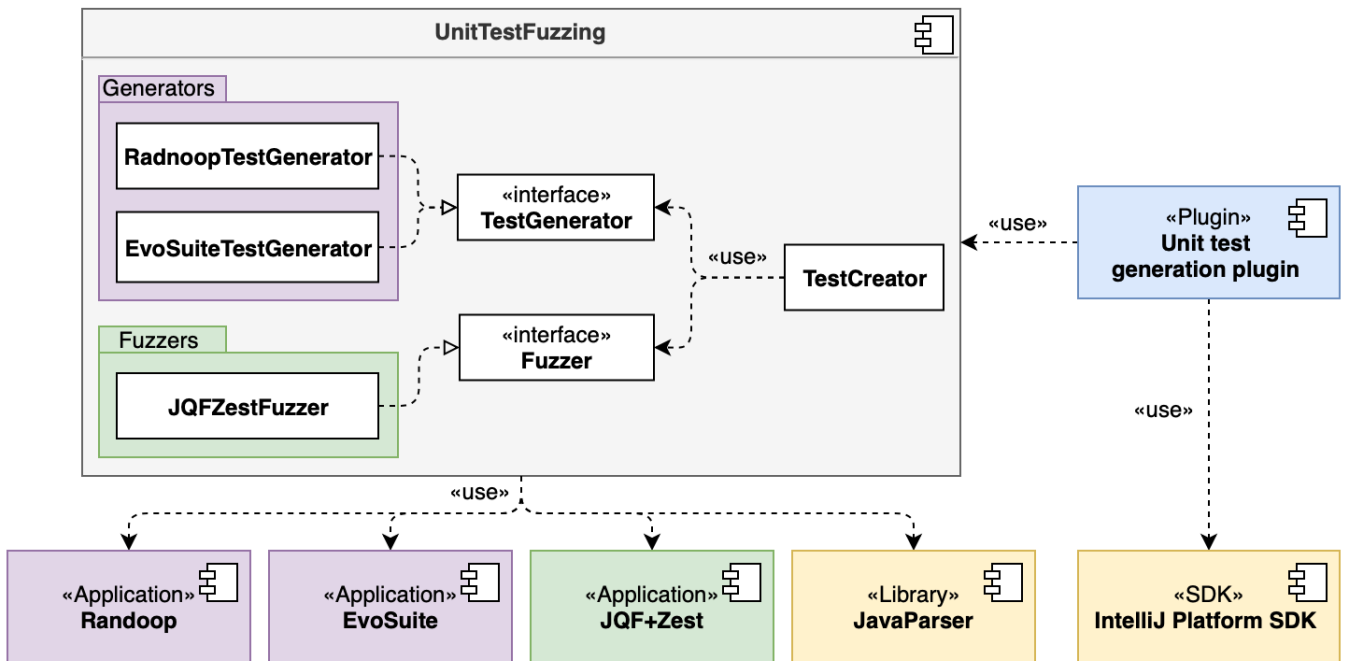 UnitTestFuzzing
Generators
RadnoopTestGenerator
EvoSuiteTestGenerator
«interface»
TestGenerator
«use»
TestCreator
«use»
«Plugin»
Unit test
generation plugin
Fuzzers
JQFZestFuzzer
«interface»
Fuzzer
«use»
«use»
«Application»
Randoop
«Application»
EvoSuite
«Application»
JQF+Zest
«Library»
JavaParser
«SDK»
IntelliJ Platform SDK